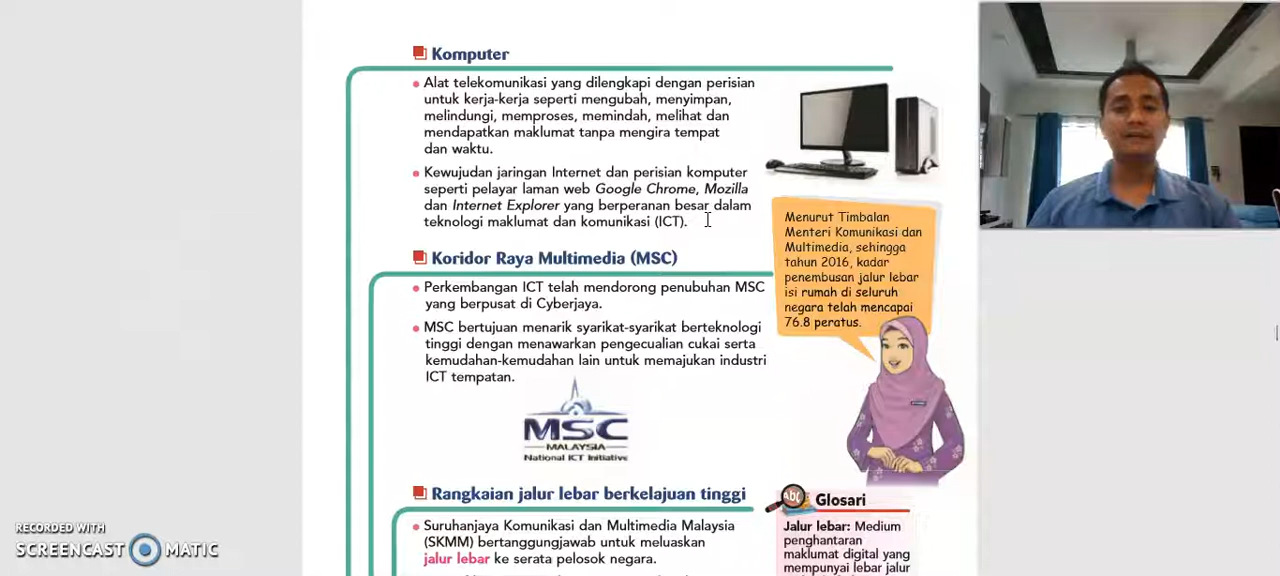 Komputer
Alat telekomunikasi yang dilengkapi dengan perisian
untuk kerja-kerja seperti mengubah, menyimpan,
melindungi, memproses, memindah, melihat dan
mendapatkan maklumat tanpa mengira tempat
dan waktu.
Kewujudan jaringan Internet dan perisian komputer
seperti pelayar laman web Google Chrome, Mozilla
dan Internet Explorer yang berperanan besar dalam
teknologi maklumat dan komunikasi (ICT).
Menurut Timbalan
Menteri Komunikasi dan
Multimedia, sehingga
tahun 2016, kadar
penembusan jalur lebar
isi rumah di seluruh
negara telah mencapai
76.8 peratus.
Koridor Raya Multimedia (MSC)
Perkembangan ICT telah mendorong penubuhan MSC
yang berpusat di Cyberjaya.
MSC bertujuan menarik syarikat-syarikat berteknologi
tinggi dengan menawarkan pengecualian cukai serta
kemudahan-kemudahan lain untuk memajukan industri
ICT tempatan.
MSC
MALAYSIA
National ICT Initiative
Rangkaian jalur lebar berkelajuan tinggi
Suruhanjaya Komunikasi dan Multimedia Malaysia
(SKMM) bertanggungjawab untuk meluaskan
jalur lebar ke serata pelosok negara.
Abc
Glosari
Jalur lebar: Medium
penghantaran
maklumat digital yang
mempunyai lebar jalur
RECORDED WITH
SCREENCAST MATIC